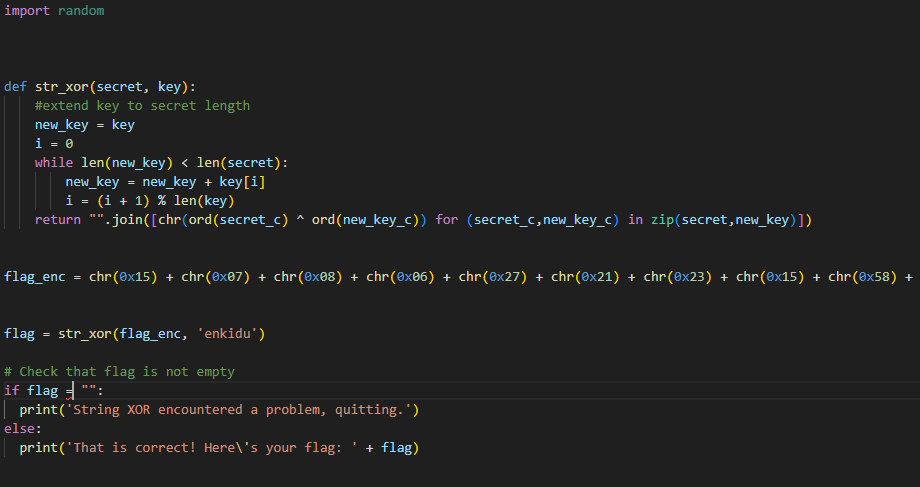 import random
def str_xor(secret, key):
    #extend key to secret length
    new_key = key
    i = 0
    while len(new_key) < len(secret):
        new_key = new_key + key[i]
        i = (i + 1) % len(key)
    return "".join([chr(ord(secret_c) ^ ord(new_key_c)) for (secret_c,new_key_c) in zip(secret,new_key)])
flag_enc = chr(0x15) + chr(0x07) + chr(0x08) + chr(0x06) + chr(0x27) + chr(0x21) + chr(0x23) + chr(0x15) + chr(0x58) +
flag = str_xor(flag_enc, 'enkidu')
# Check that flag is not empty
if flag = "":
  print('String XOR encountered a problem, quitting.')
else:
  print('That is correct! Here\'s your flag: ' + flag)